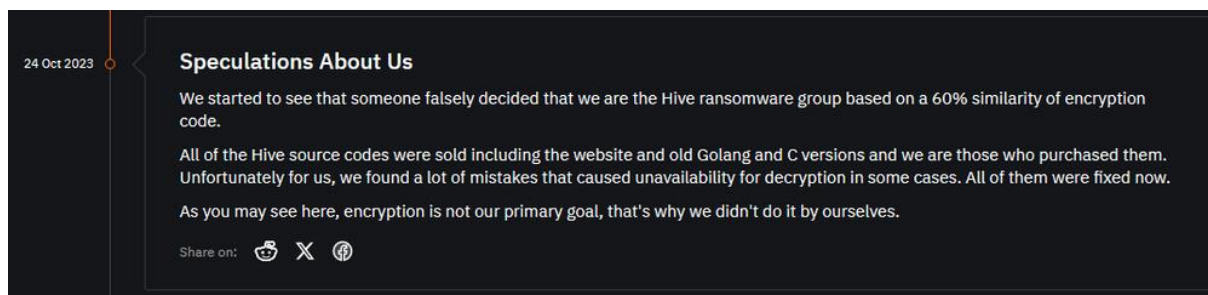 24 Oct 2023
Speculations About Us
We started to see that someone falsely decided that we are the Hive ransomware group based on a 60% similarity of encryption
code.
All of the Hive source codes were sold including the website and old Golang and C versions and we are those who purchased them.
Unfortunately for us, we found a lot of mistakes that caused unavailability for decryption in some cases. All of them were fixed now.
As you may see here, encryption is not our primary goal, that's why we didn't do it by ourselves.
Share on: